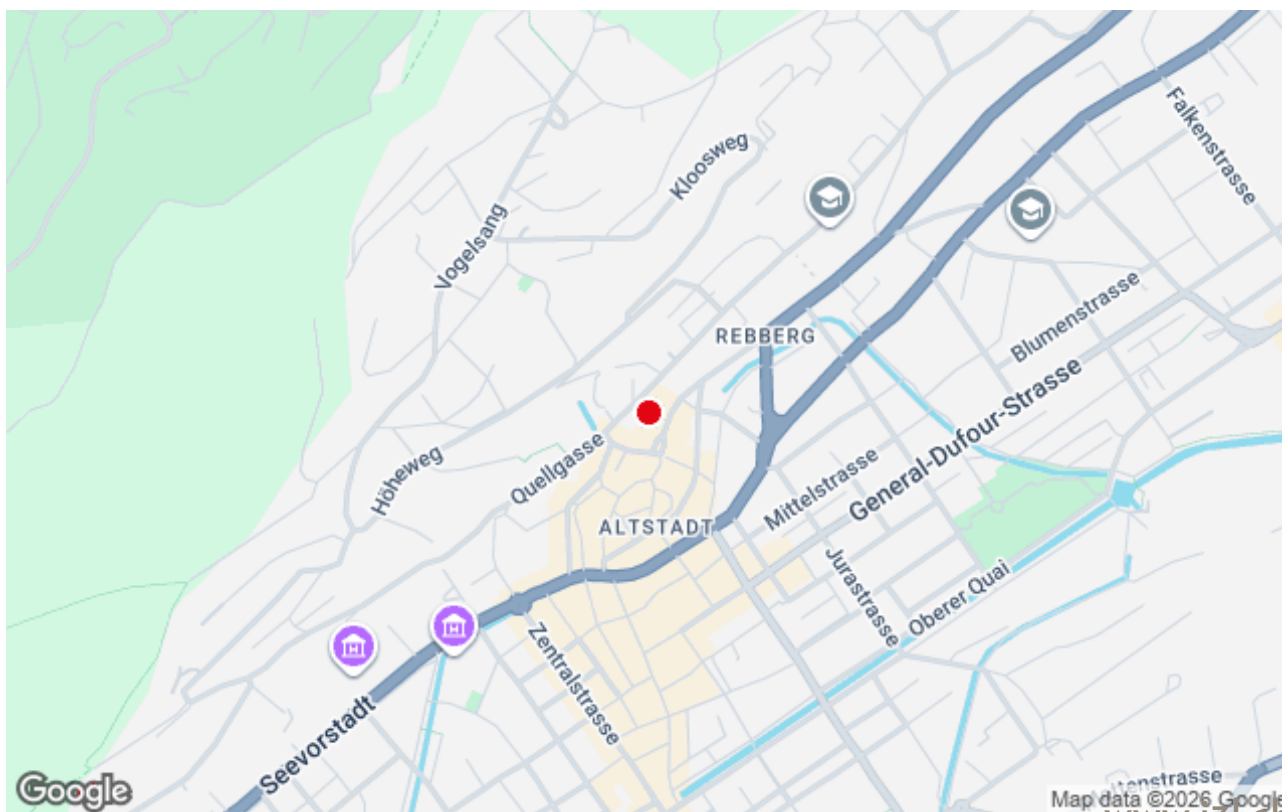 Falkenstrasse
Kloosweg
Vogelsang
REBBERG
Blumenstrasse
General-Dufour-Strasse
Höheweg
Quellgasse
Mittelstrasse
ALTSTADT
Jurastrasse
Oberer Quai
Zentralstrasse
Seevorstadt
Google
Map data ©2026 Google